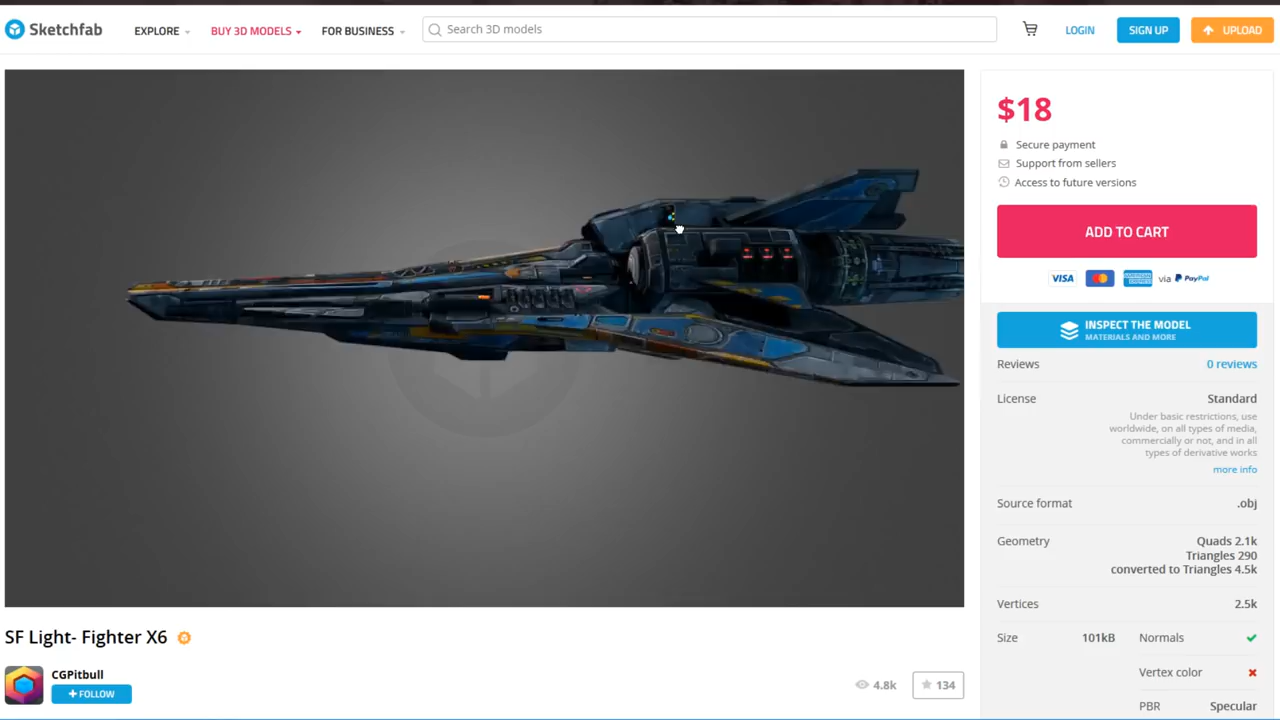 Sketchfab
EXPLORE
BUY 3D MODELS
FOR BUSINESS
Search 3D models
LOGIN
SIGN UP
UPLOAD
$18
Secure payment
Support from sellers
Access to future versions
ADD TO CART
VISA
via PayPal
INSPECT THE MODEL
MATERIALS AND MORE
Reviews 0 reviews
License Standard
Under basic restrictions, use
worldwide, on all types of media,
commercially or not, and in all
types of derivative works
more info
Source format .obj
Geometry Quads 2.1k
Triangles 290
converted to Triangles 4.5k
Vertices 2.5k
Size 101kB Normals
Vertex color
PBR Specular
SF Light- Fighter X6
CGPitbull
+ FOLLOW
4.8k
134